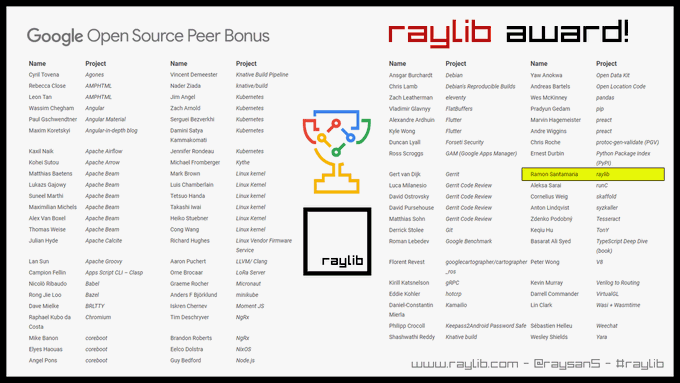 Google Open Source Peer Bonus
raylib award!
Name Project Name Project
Cyril Tovena Agones Vincent Demeester Knative Build Pipeline
Rebecca Close AMPHTML Nader Ziada knative/build
Leon Tan AMPHTML Jim Angel Kubernetes
Wassim Chegham Angular Zach Arnold Kubernetes
Paul Gschwendtner Angular Material Serguei Bezverkhi Kubernetes
Maxim Koretskyi Angular-in-depth blog Damini Satya Kubernetes
Kammakomati
Kaxil Naik Apache Airflow Jennifer Rondeau Kubernetes
Kohei Sutou Apache Arrow Michael Fromberger Kythe
Matthias Baetens Apache Beam Mark Brown Linux kernel
Lukazs Gajowy Apache Beam Luis Chamberlain Linux kernel
Suneel Marthi Apache Beam Tetsuo Handa Linux kernel
Maximilian Michels Apache Beam Takashi Iwai Linux kernel
Alex Van Boxel Apache Beam Heiko Stuebner Linux kernel
Thomas Weise Apache Beam Cong Wang Linux kernel
Julian Hyde Apache Calcite Richard Hughes Linux Vendor Firmware
Service
Lan Sun Apache Groovy Aaron Puchert LLVM/ Clang
Campion Fellin Apps Script CLI – Clasp Orne Brocaar LoRa Server
Nicolò Ribaudo Babel Graeme Rocher Micronaut
Rong Jie Loo Bazel Anders F Björklund minikube
Dave Mielke BRLTTY Iskren Chernev Moment JS
Raphael Kubo da Chromium Tim Deschryver NgRx
Costa
Mike Banon coreboot Brandon Roberts NgRx
Elyes Haouas coreboot Eelco Dolstra NixOS
Angel Pons coreboot Guy Bedford Node.js
raylib
Name Project Name Project
Ansgar Burchardt Debian Yaw Anokwa Open Data Kit
Chris Lamb Debian's Reproducible Builds Andreas Bartels Open Location Code
Zach Leatherman eleventy Wes McKinney pandas
Vladimir Glavnyy FlatBuffers Pradyun Gedam pip
Alexandre Ardhuin Flutter Marvin Hagemeister preact
Kyle Wong Flutter Andre Wiggins preact
Duncan Lyall Forseti Security Chris Roche protoc-gen-validate (PGV)
Ross Scroggs GAM (Google Apps Manager) Ernest Durbin Python Package Index
(PyPi)
Gert van Dijk Gerrit Ramon Santamaria raylib
Luca Milanesio Gerrit Code Review Aleksa Sarai runC
David Ostrovsky Gerrit Code Review Cornelius Weig skaffold
David Pursehouse Gerrit Code Review Anton Lindqvist syzkaller
Matthias Sohn Gerrit Code Review Zdenko Podobný Tesseract
Derrick Stolee Git Keqiu Hu TonY
Roman Lebedev Google Benchmark Basarat Ali Syed TypeScript Deep Dive
(book)
Florent Revest googlecartographer/cartographer Peter Wong V8
_ros
Kirill Katsnelson gRPC Kevin Murray Verilog to Routing
Eddie Kohler hotcrp Darrell Commander VirtualGL
Daniel-Constantin Kamailio Lin Clark Wasi + Wasmtime
Mierla
Philipp Crocoll Keepass2Android Password Safe Sébastien Helleu Weechat
Shashwathi Reddy Knative build Wesley Shields Yara
www.raylib.com - @raysan5 - #raylib